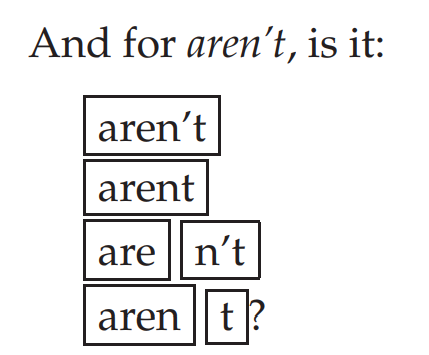 And for aren’t, is it:
aren’t
arent
are n’t
aren t?